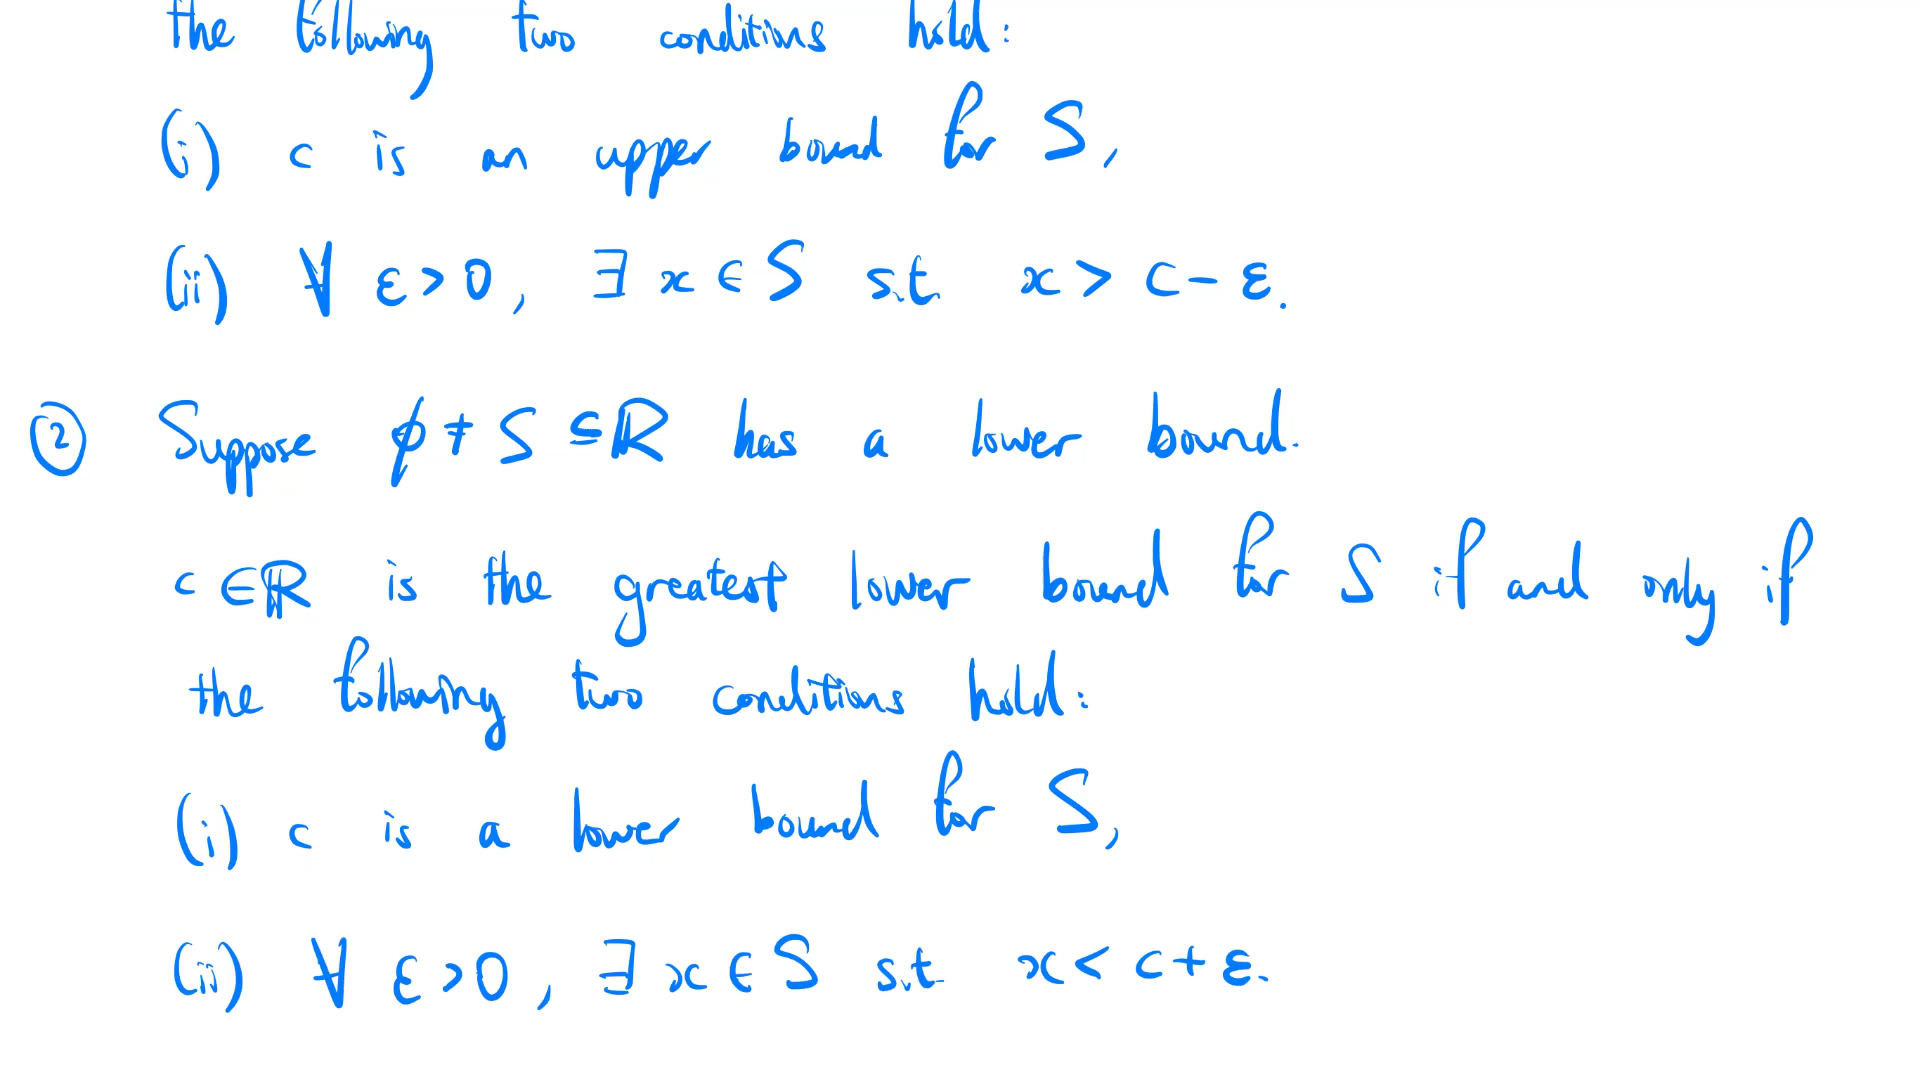 the following two conditions hold:
(i) c is an upper bound for S,
(ii) ∀ ε>0, ∃ x ∈ S s.t. x > c - ε.
② Suppose ϕ ≠ S ⊆ ℝ has a lower bound.
c ∈ ℝ is the greatest lower bound for S if and only if
the following two conditions hold:
(i) c is a lower bound for S,
(ii) ∀ ε>0, ∃ x ∈ S s.t. x < c + ε.